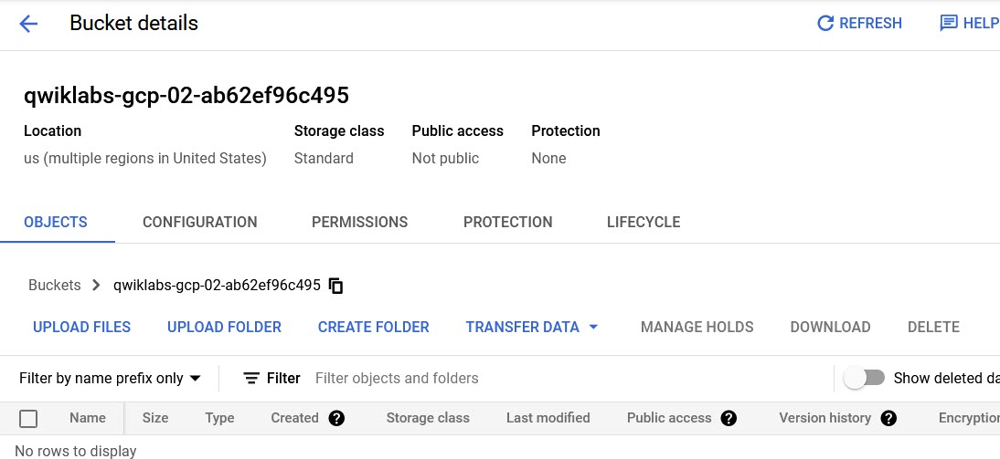 Bucket details
REFRESH
HELP
qwiklabs-gcp-02-ab62ef96c495
Location Storage class Public access Protection
us (multiple regions in United States) Standard Not public None
OBJECTS CONFIGURATION PERMISSIONS PROTECTION LIFECYCLE
Buckets > qwiklabs-gcp-02-ab62ef96c495
UPLOAD FILES UPLOAD FOLDER CREATE FOLDER TRANSFER DATA MANAGE HOLDS DOWNLOAD DELETE
Filter by name prefix only Filter Filter objects and folders Show deleted da
Name Size Type Created ? Storage class Last modified Public access ? Version history ? Encryption
No rows to display